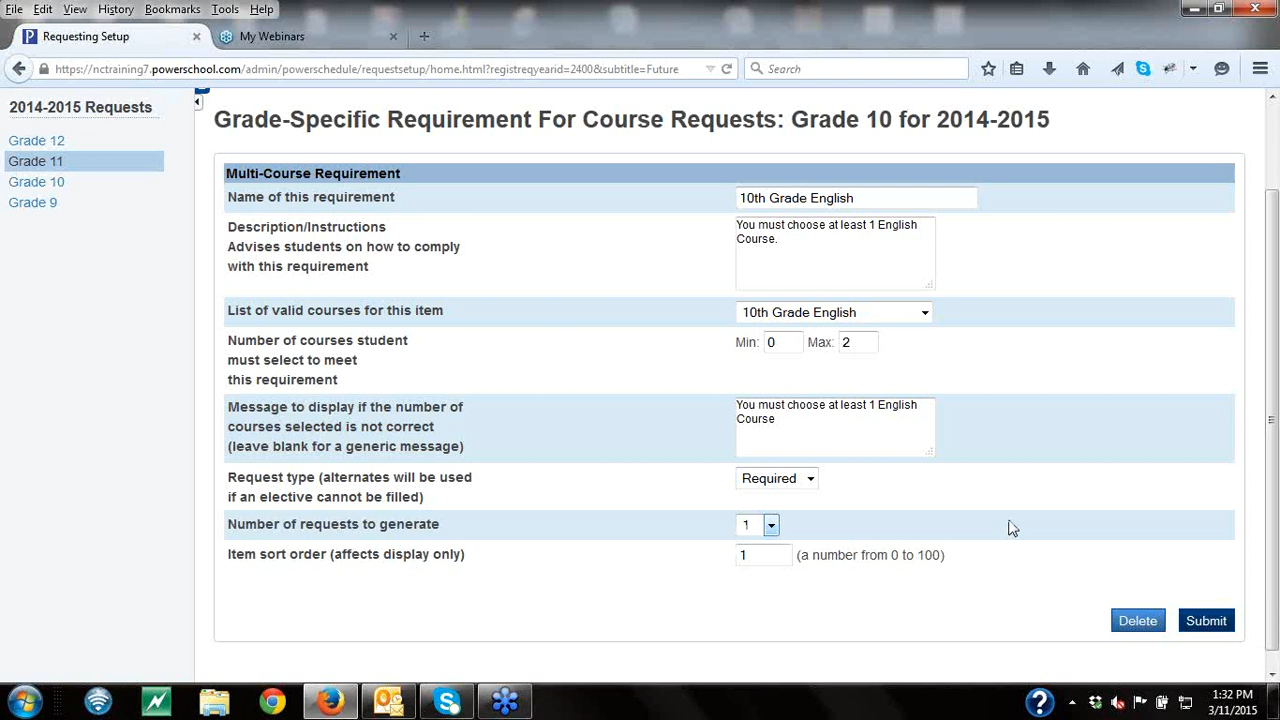 File Edit View History Bookmarks Tools Help
Requesting Setup
My Webinars
https://nctraining7.powerschool.com/admin/powerschedule/requestsetup/home.html?registreqyearid=2400&subtitle=Future
Search
2014-2015 Requests
Grade 12
Grade 11
Grade 10
Grade 9
Grade-Specific Requirement For Course Requests: Grade 10 for 2014-2015
Multi-Course Requirement
Name of this requirement
10th Grade English
Description/Instructions
Advises students on how to comply
with this requirement
You must choose at least 1 English
Course.
List of valid courses for this item
10th Grade English
Number of courses student
must select to meet
this requirement
Min: 0 Max: 2
Message to display if the number of
courses selected is not correct
(leave blank for a generic message)
You must choose at least 1 English
Course
Request type (alternates will be used
if an elective cannot be filled)
Required
Number of requests to generate
1
Item sort order (affects display only)
1 (a number from 0 to 100)
Delete Submit
1:32 PM
3/11/2015